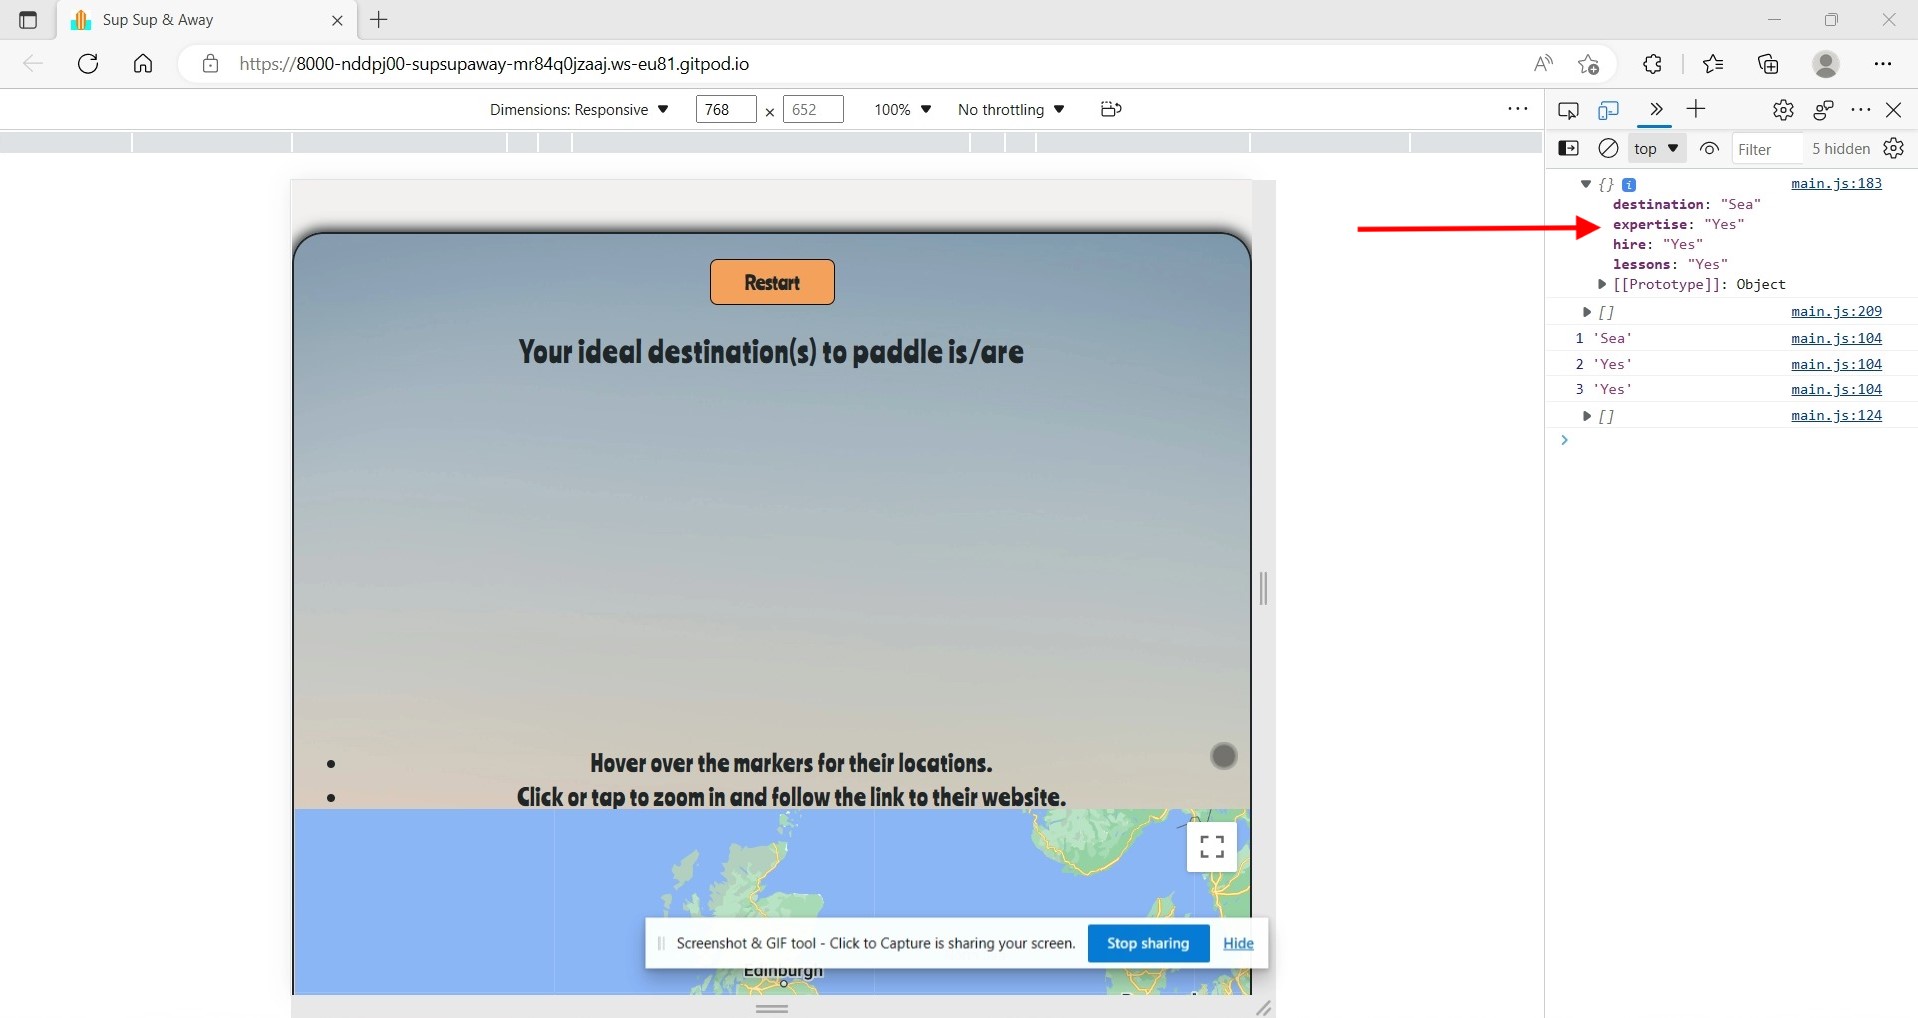 Sup Sup & Away
https://8000-nddpj00-supsupaway-mr84q0jzaaj.ws-eu81.gitpod.io
Dimensions: Responsive 768 × 652 100% No throttling
top Filter 5 hidden
{} i main.js:183
destination: "Sea"
expertise: "Yes"
hire: "Yes"
lessons: "Yes"
[[Prototype]]: Object
[] main.js:209
1 'Sea' main.js:104
2 'Yes' main.js:104
3 'Yes' main.js:104
[] main.js:124
Restart
Your ideal destination(s) to paddle is/are
Hover over the markers for their locations.
Click or tap to zoom in and follow the link to their website.
Screenshot & GIF tool - Click to Capture is sharing your screen. Stop sharing Hide
Edinburgh